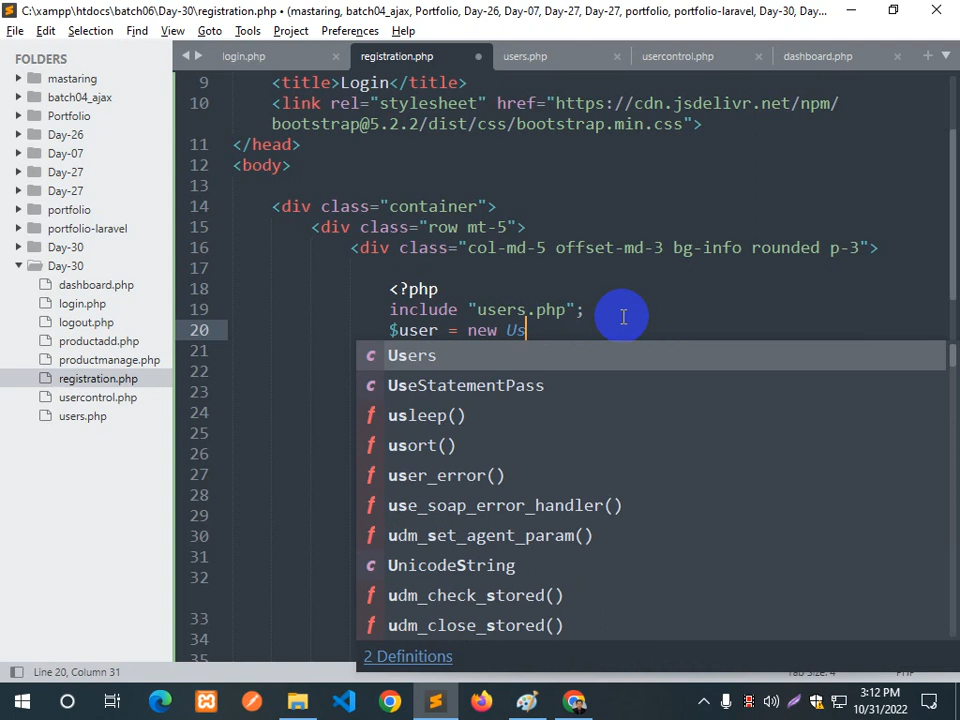 C:\xampp\htdocs\batch06\Day-30\registration.php • (mastaring, batch04_ajax, Portfolio, Day-26, Day-07, Day-27, Day-27, portfolio, portfolio-laravel, Day-30, Day...
File Edit Selection Find View Goto Tools Project Preferences Help
FOLDERS
mastaring
batch04_ajax
Portfolio
Day-26
Day-07
Day-27
Day-27
portfolio
portfolio-laravel
Day-30
Day-30
dashboard.php
login.php
logout.php
productadd.php
productmanage.php
registration.php
usercontrol.php
users.php
login.php registration.php users.php usercontrol.php dashboard.php
9 <title>Login</title>
10 <link rel="stylesheet" href="https://cdn.jsdelivr.net/npm/
bootstrap@5.2.2/dist/css/bootstrap.min.css">
11 </head>
12 <body>
13
14 <div class="container">
15 <div class="row mt-5">
16 <div class="col-md-5 offset-md-3 bg-info rounded p-3">
17
18 <?php
19 include "users.php";
20 $user = new Us
21
22
23
24
25
26
27
28
29
30
31
32
33
34
35
Users
UseStatementPass
usleep()
usort()
user_error()
use_soap_error_handler()
udm_set_agent_param()
UnicodeString
udm_check_stored()
udm_close_stored()
2 Definitions
Line 20, Column 31
Tab Size: 4
PHP
3:12 PM
10/31/2022